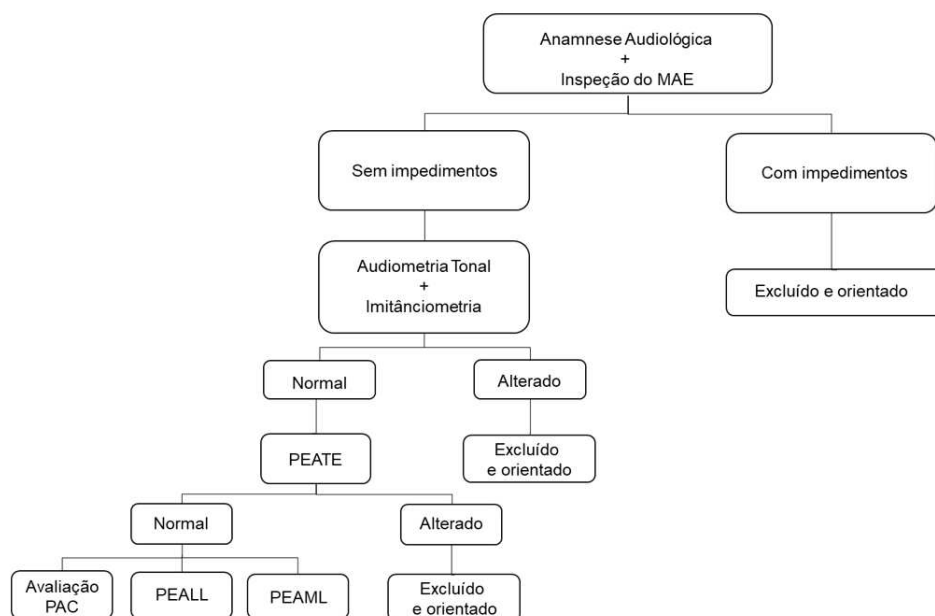 Anamnese Audiológica
+
Inspeção do MAE
Sem impedimentos
Com impedimentos
Audiometria Tonal
+
Imitânciometria
Excluído e orientado
Normal
Alterado
PEATE
Excluído
e orientado
Normal
Alterado
Avaliação
PAC
PEALL
PEAML
Excluído
e orientado